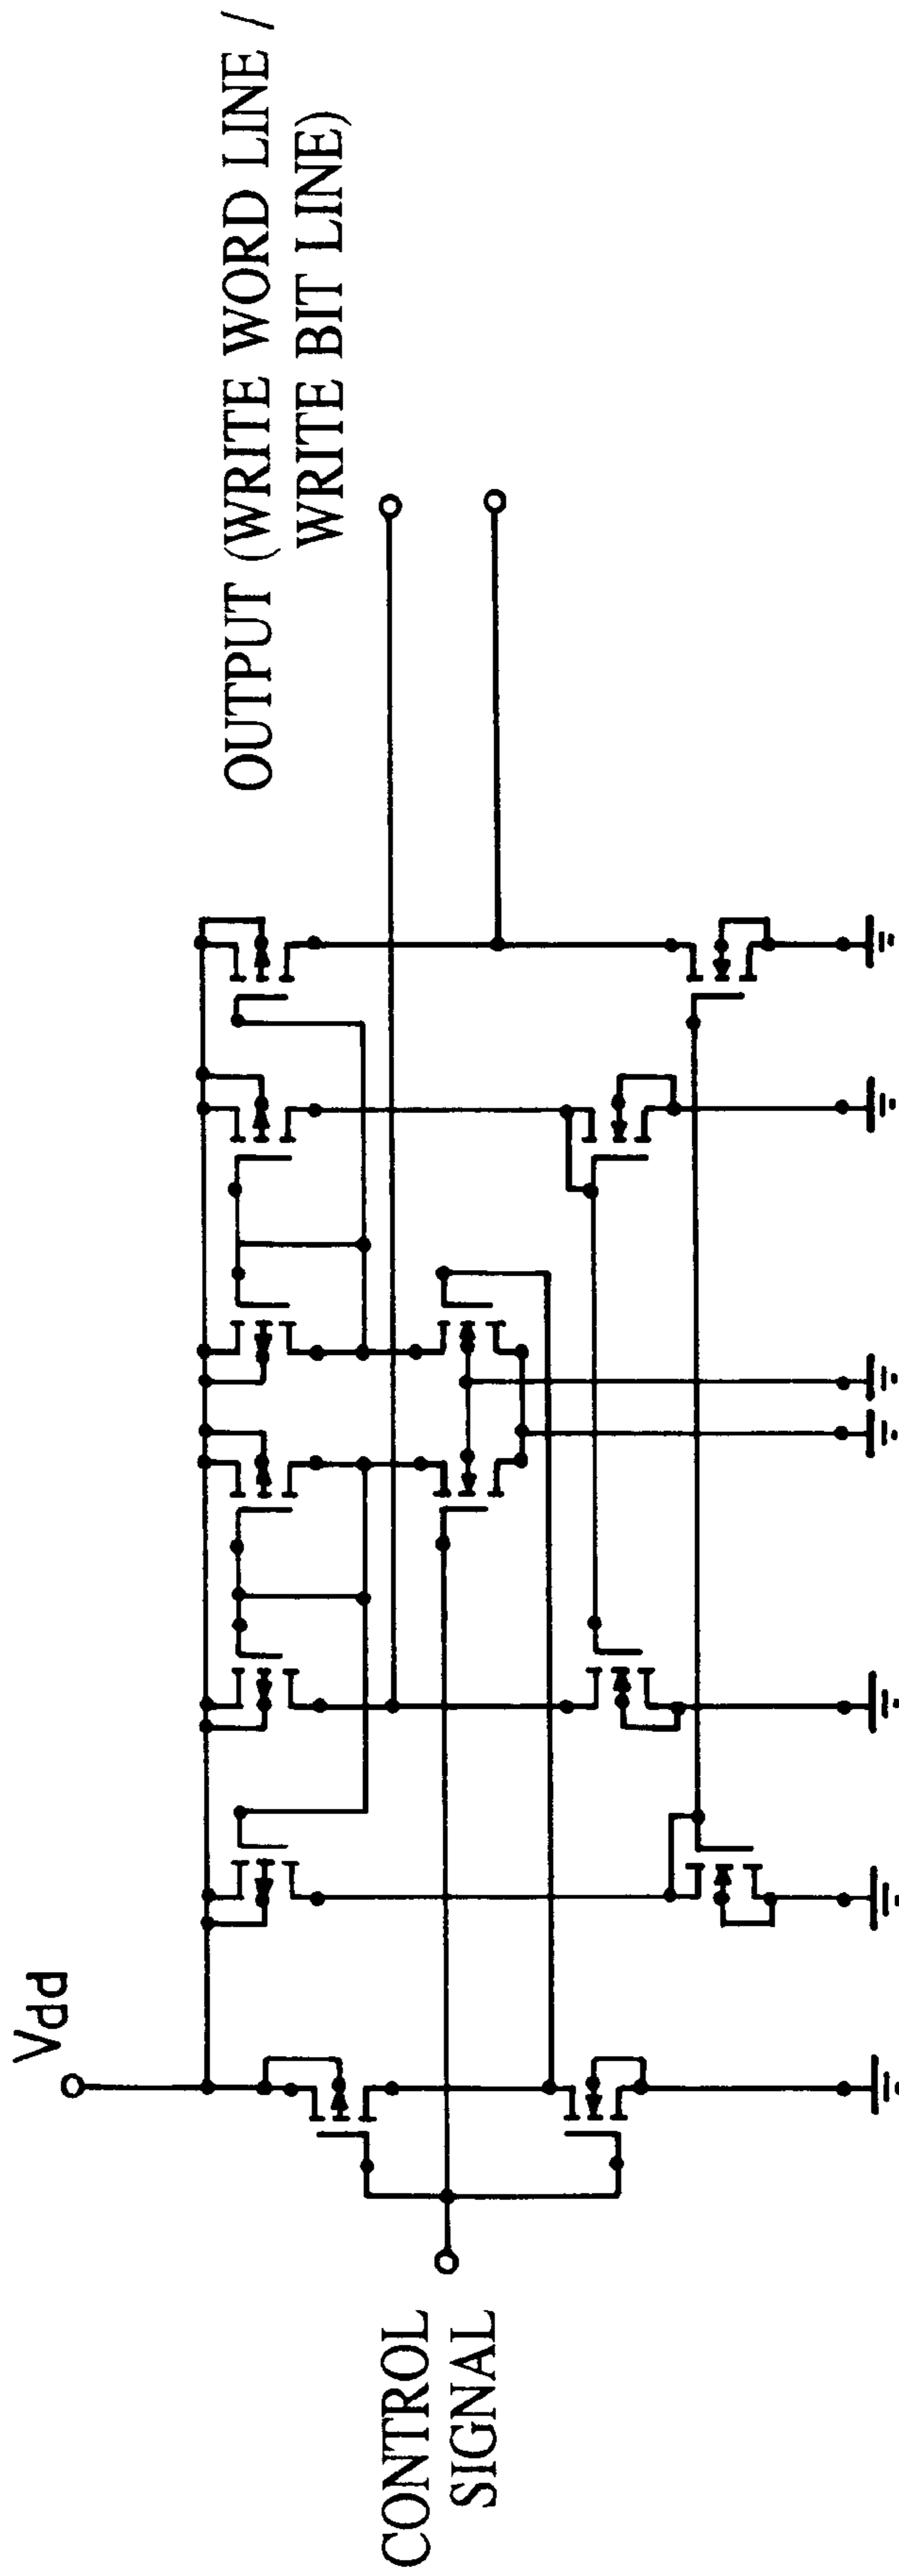 OUTPUT (WRITE WORD LINE /
WRITE BIT LINE)
Vdd
CONTROL
SIGNAL